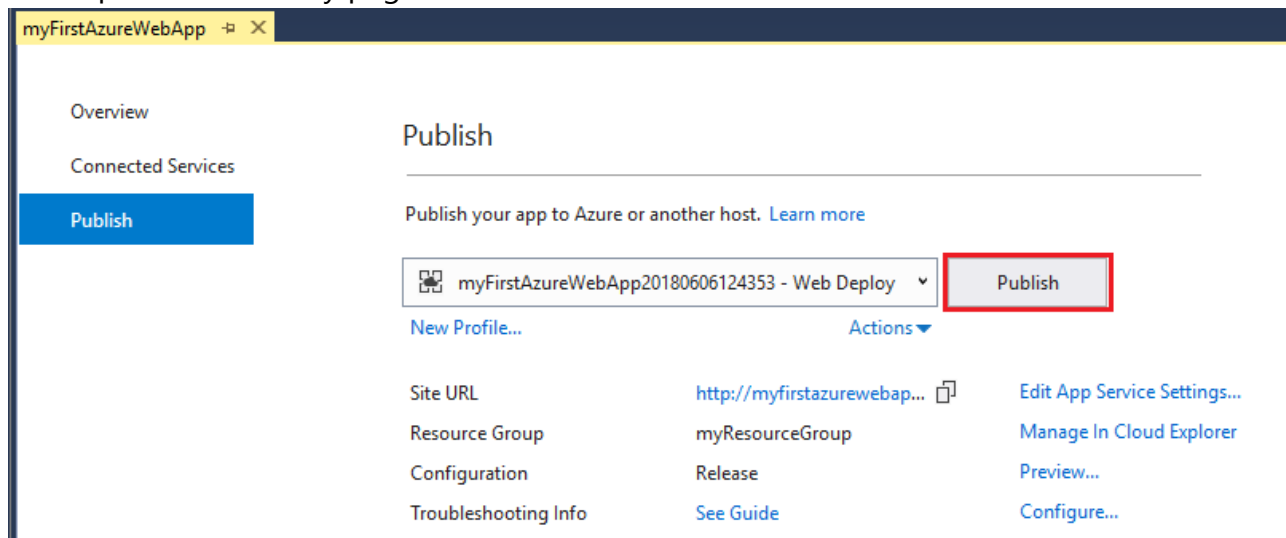 myFirstAzureWebApp
Overview
Connected Services
Publish
Publish
Publish your app to Azure or another host. Learn more
myFirstAzureWebApp20180606124353 - Web Deploy
Publish
New Profile...
Actions
Site URL http://myfirstazurewebap... Edit App Service Settings...
Resource Group myResourceGroup Manage In Cloud Explorer
Configuration Release Preview...
Troubleshooting Info See Guide Configure...